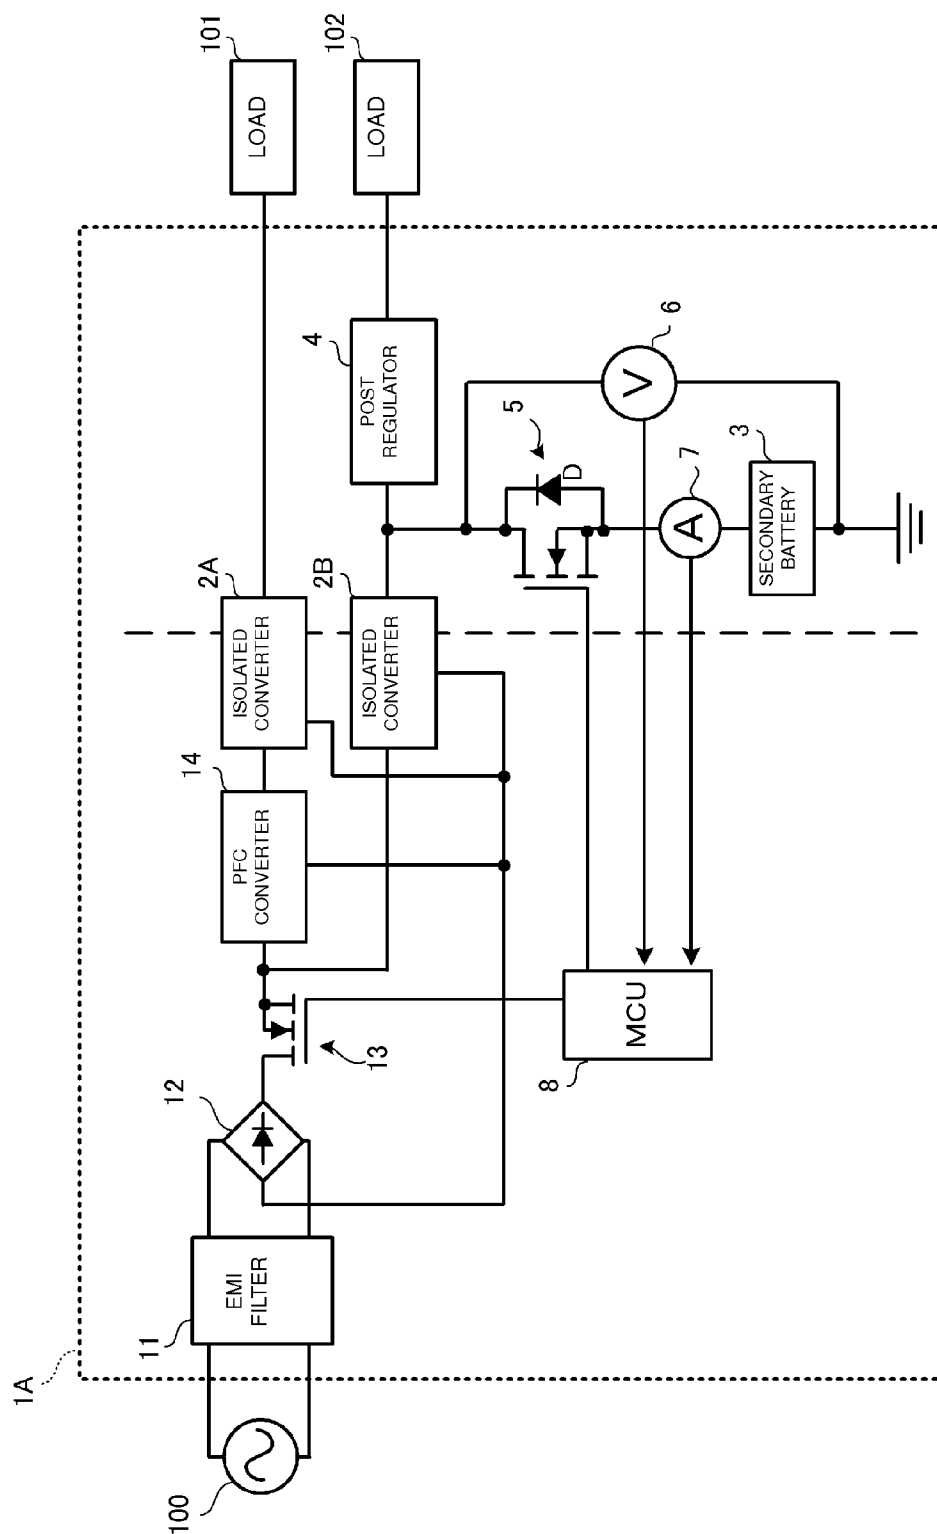 1A
100
11
EMI
FILTER
12
13
14
PFC
CONVERTER
2A
ISOLATED
CONVERTER
2B
ISOLATED
CONVERTER
101
LOAD
102
LOAD
4
POST
REGULATOR
5
D
6
V
7
A
3
SECONDARY
BATTERY
8
MCU